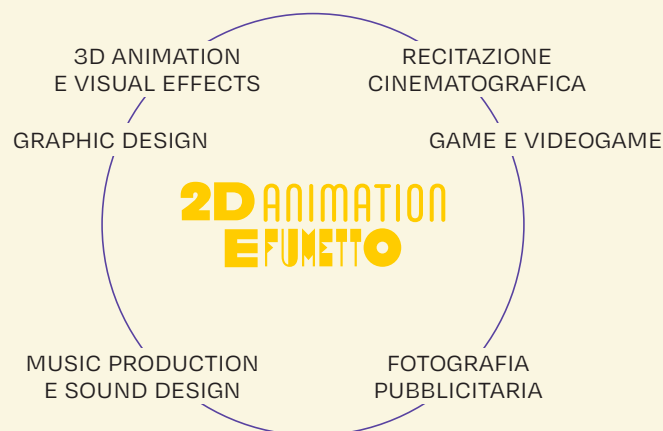 3D ANIMATION
E VISUAL EFFECTS
RECITAZIONE
CINEMATOGRAFICA
GRAPHIC DESIGN
GAME E VIDEOGAME
2D ANIMATION
E FUMETTO
MUSIC PRODUCTION
E SOUND DESIGN
FOTOGRAFIA
PUBBLICITARIA